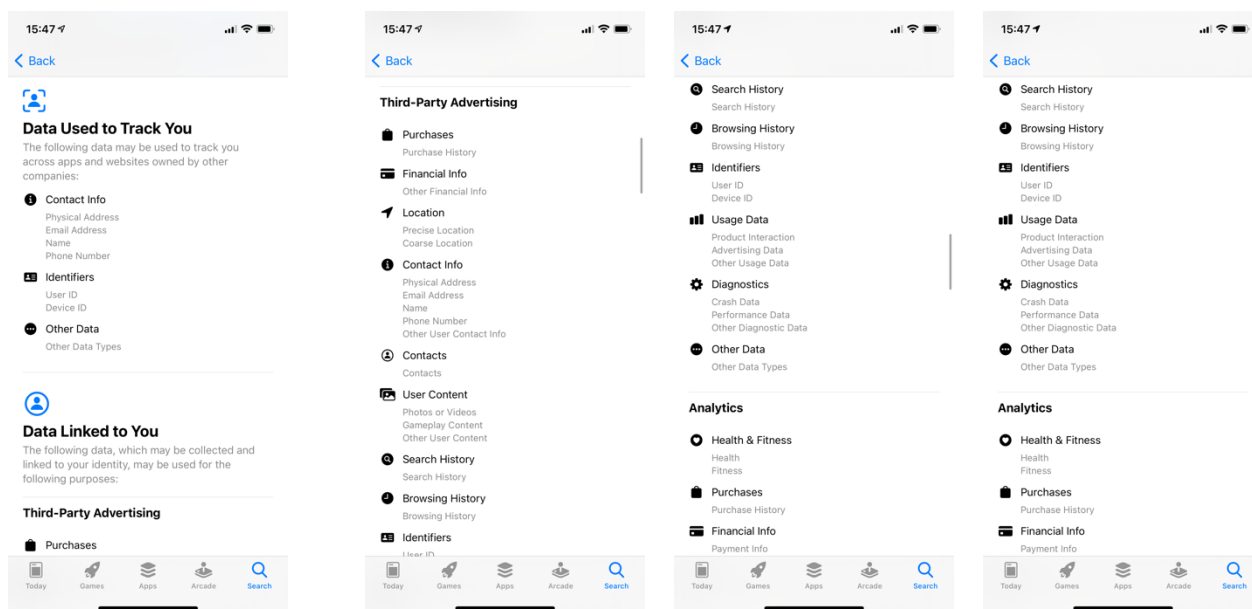 15:47
Back
Data Used to Track You
The following data may be used to track you
across apps and websites owned by other
companies:
Contact Info
Physical Address
Email Address
Name
Phone Number
Identifiers
User ID
Device ID
Other Data
Other Data Types
Data Linked to You
The following data, which may be collected and
linked to your identity, may be used for the
following purposes:
Third-Party Advertising
Purchases
Today Games Apps Arcade Search
15:47
Back
Third-Party Advertising
Purchases
Purchase History
Financial Info
Other Financial Info
Location
Precise Location
Coarse Location
Contact Info
Physical Address
Email Address
Name
Phone Number
Other User Contact Info
Contacts
Contacts
User Content
Photos or Videos
Gameplay Content
Other User Content
Search History
Search History
Browsing History
Browsing History
Identifiers
User ID
Today Games Apps Arcade Search
15:47
Back
Search History
Search History
Browsing History
Browsing History
Identifiers
User ID
Device ID
Usage Data
Product Interaction
Advertising Data
Other Usage Data
Diagnostics
Crash Data
Performance Data
Other Diagnostic Data
Other Data
Other Data Types
Analytics
Health & Fitness
Health
Fitness
Purchases
Purchase History
Financial Info
Payment Info
Today Games Apps Arcade Search
15:47
Back
Search History
Search History
Browsing History
Browsing History
Identifiers
User ID
Device ID
Usage Data
Product Interaction
Advertising Data
Other Usage Data
Diagnostics
Crash Data
Performance Data
Other Diagnostic Data
Other Data
Other Data Types
Analytics
Health & Fitness
Health
Fitness
Purchases
Purchase History
Financial Info
Payment Info
Today Games Apps Arcade Search